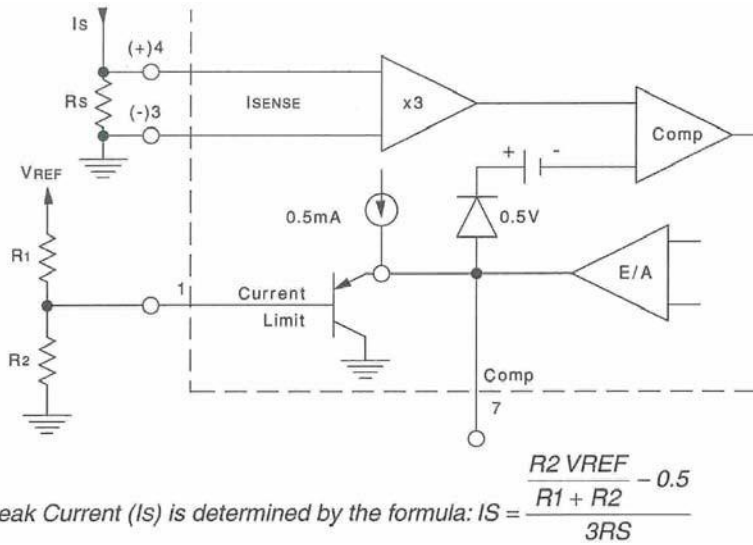 Is
(+)4
Rs
(-)3
ISENSE
x3
Comp
+ -
VREF
0.5mA
0.5V
R1
1
Current
Limit
E/A
R2
Comp
7
eak Current (Is) is determined by the formula: IS = (R2 VREF / R1 + R2 – 0.5) / 3RS